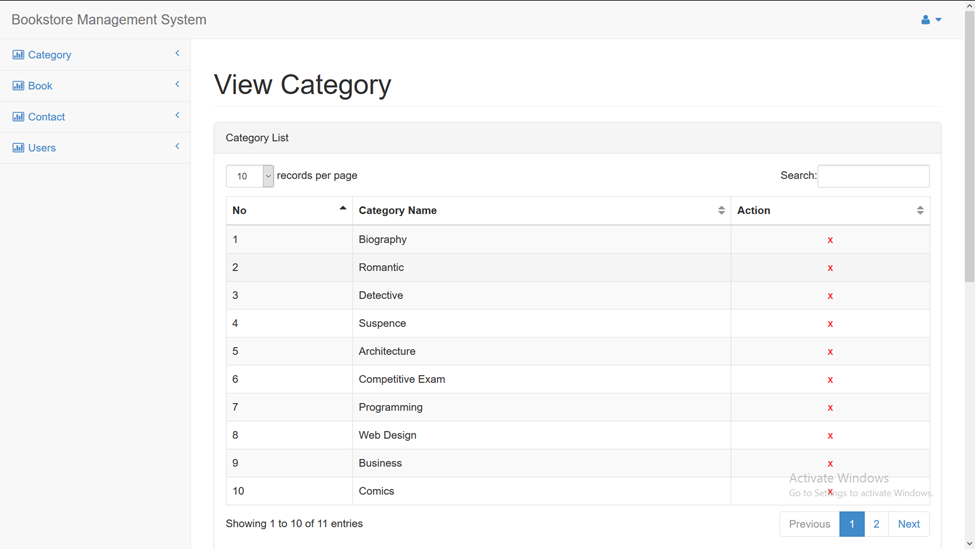 Bookstore Management System
Category
Book
Contact
Users
View Category
Category List
10 records per page
Search:
No Category Name Action
1 Biography x
2 Romantic x
3 Detective x
4 Suspence x
5 Architecture x
6 Competitive Exam x
7 Programming x
8 Web Design x
9 Business x
10 Comics x
Activate Windows
Go to Settings to activate Windows.
Showing 1 to 10 of 11 entries
Previous 1 2 Next